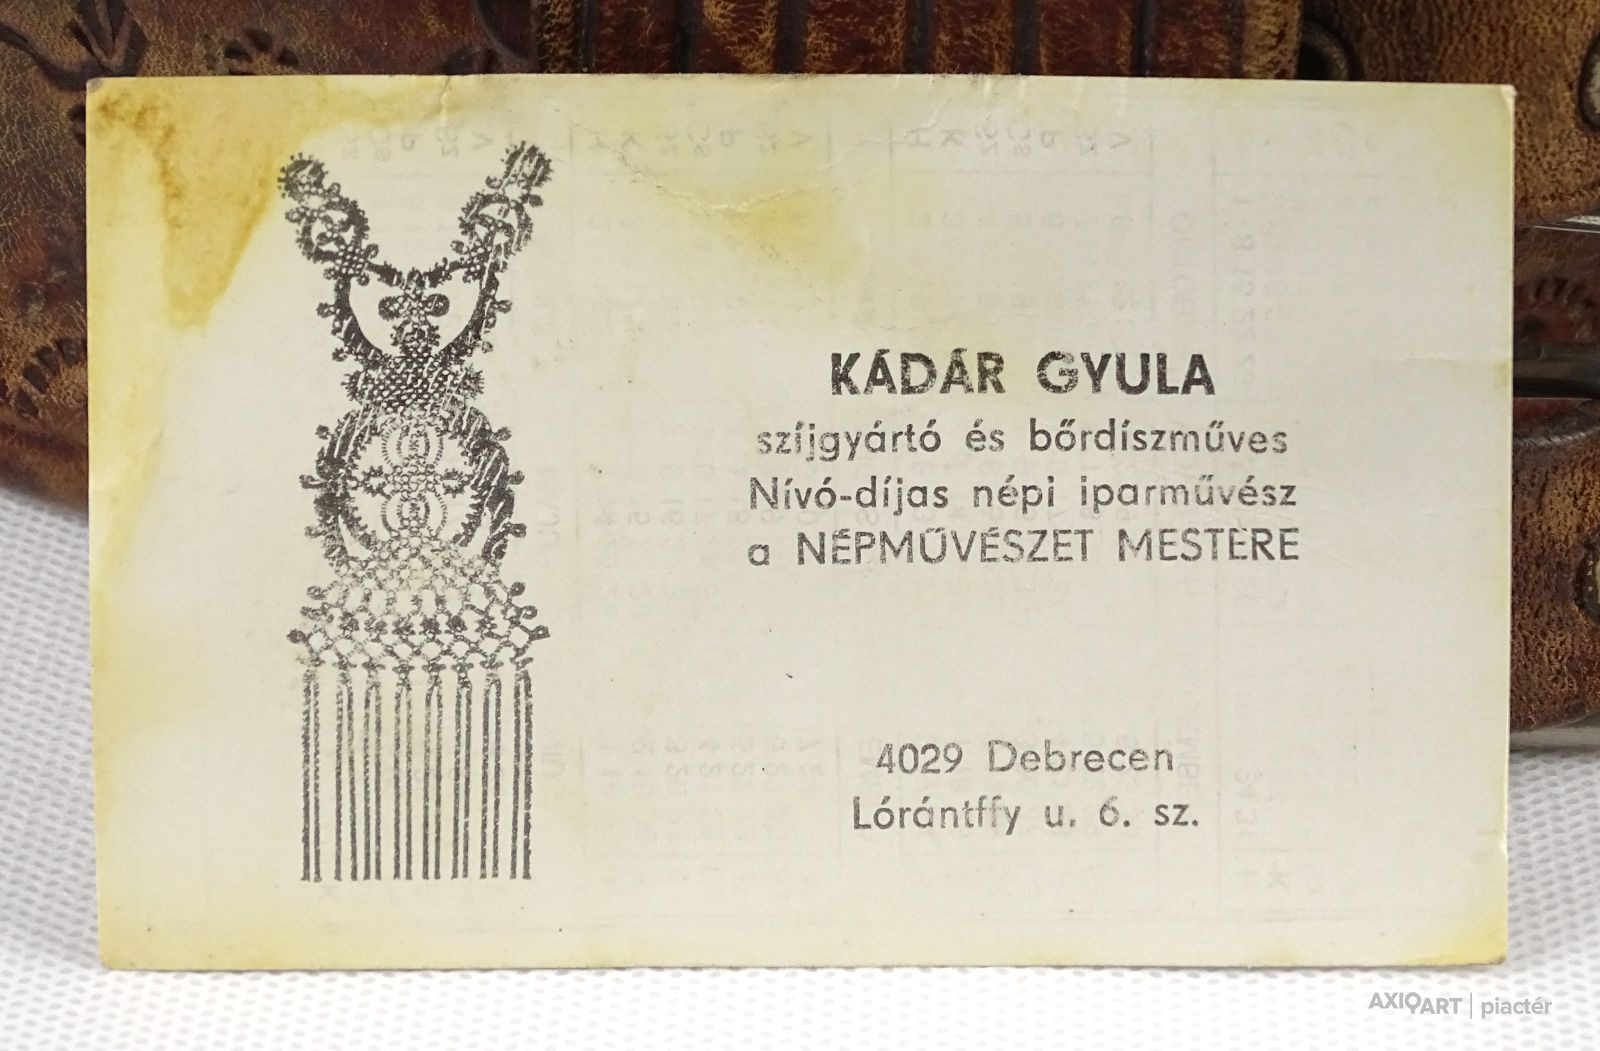 KÁDÁR GYULA
szíjgyártó és bőrdíszműves
Nívó-díjas népi iparművész
a NÉPMŰVÉSZET MESTERE
4029 Debrecen
Lórántffy u. 6. sz.
AXIOART | piactér